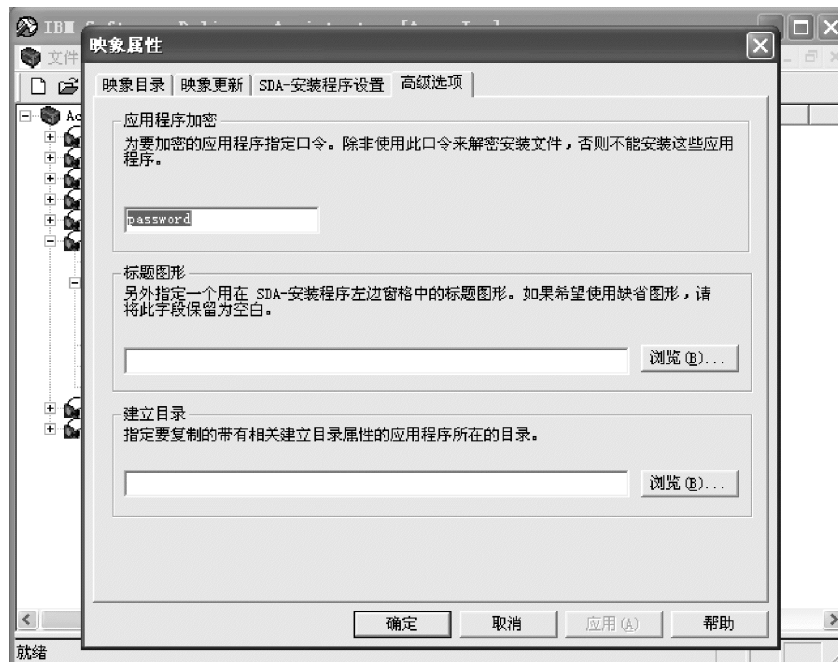 IBM
映象属性
文件
映象目录 映象更新 SDA-安装程序设置 高级选项
应用程序加密
为要加密的应用程序指定口令。除非使用此口令来解密安装文件，否则不能安装这些应用
程序。
password
标题图形
另外指定一个用在 SDA-安装程序左边窗格中的标题图形。如果希望使用缺省图形，请
将此字段保留为空白。
浏览(B)...
建立目录
指定要复制的带有相关建立目录属性的应用程序所在的目录。
浏览(B)...
确定 取消 应用(A) 帮助
就绪